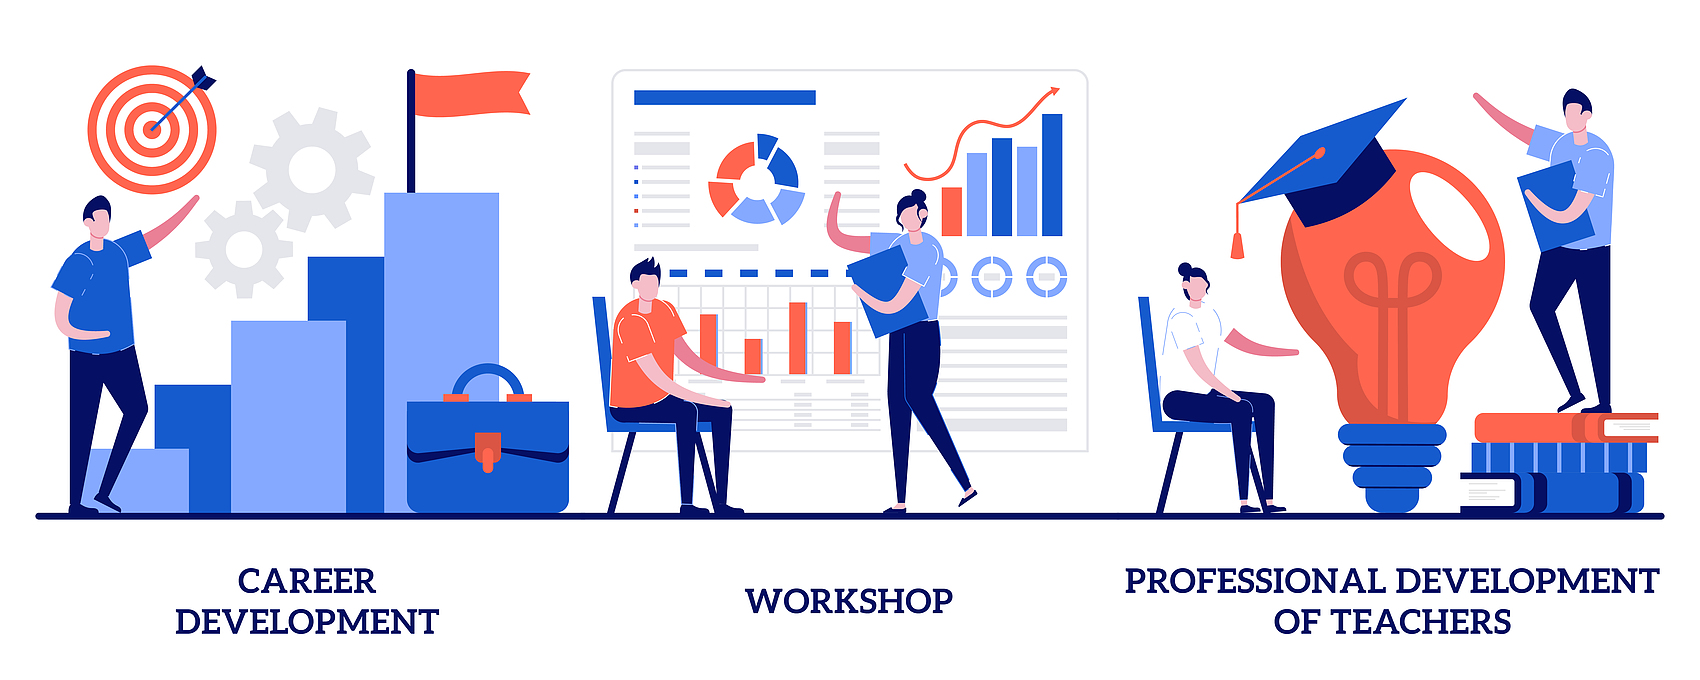 CAREER
DEVELOPMENT
WORKSHOP
PROFESSIONAL DEVELOPMENT
OF TEACHERS